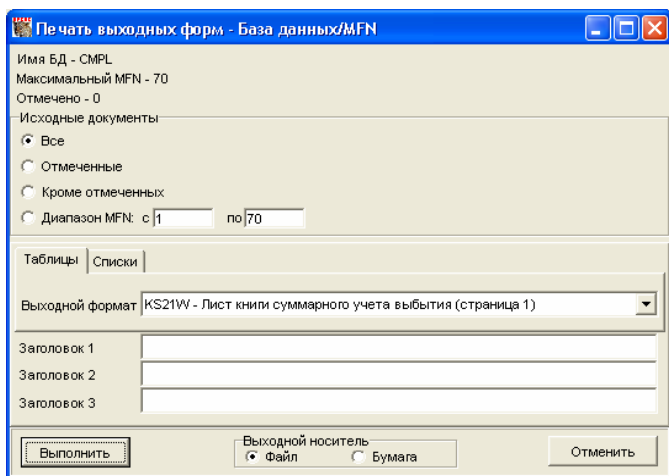 Печать выходных форм - База данных/MFN
Имя БД - CMPL
Максимальный MFN - 70
Отмечено - 0
Исходные документы
Все
Отмеченные
Кроме отмеченных
Диапазон MFN: с 1 по 70
Таблицы Списки
Выходной формат KS21W - Лист книги суммарного учета выбытия (страница 1)
Заголовок 1
Заголовок 2
Заголовок 3
Выходной носитель
Выполнить Файл Бумага Отменить